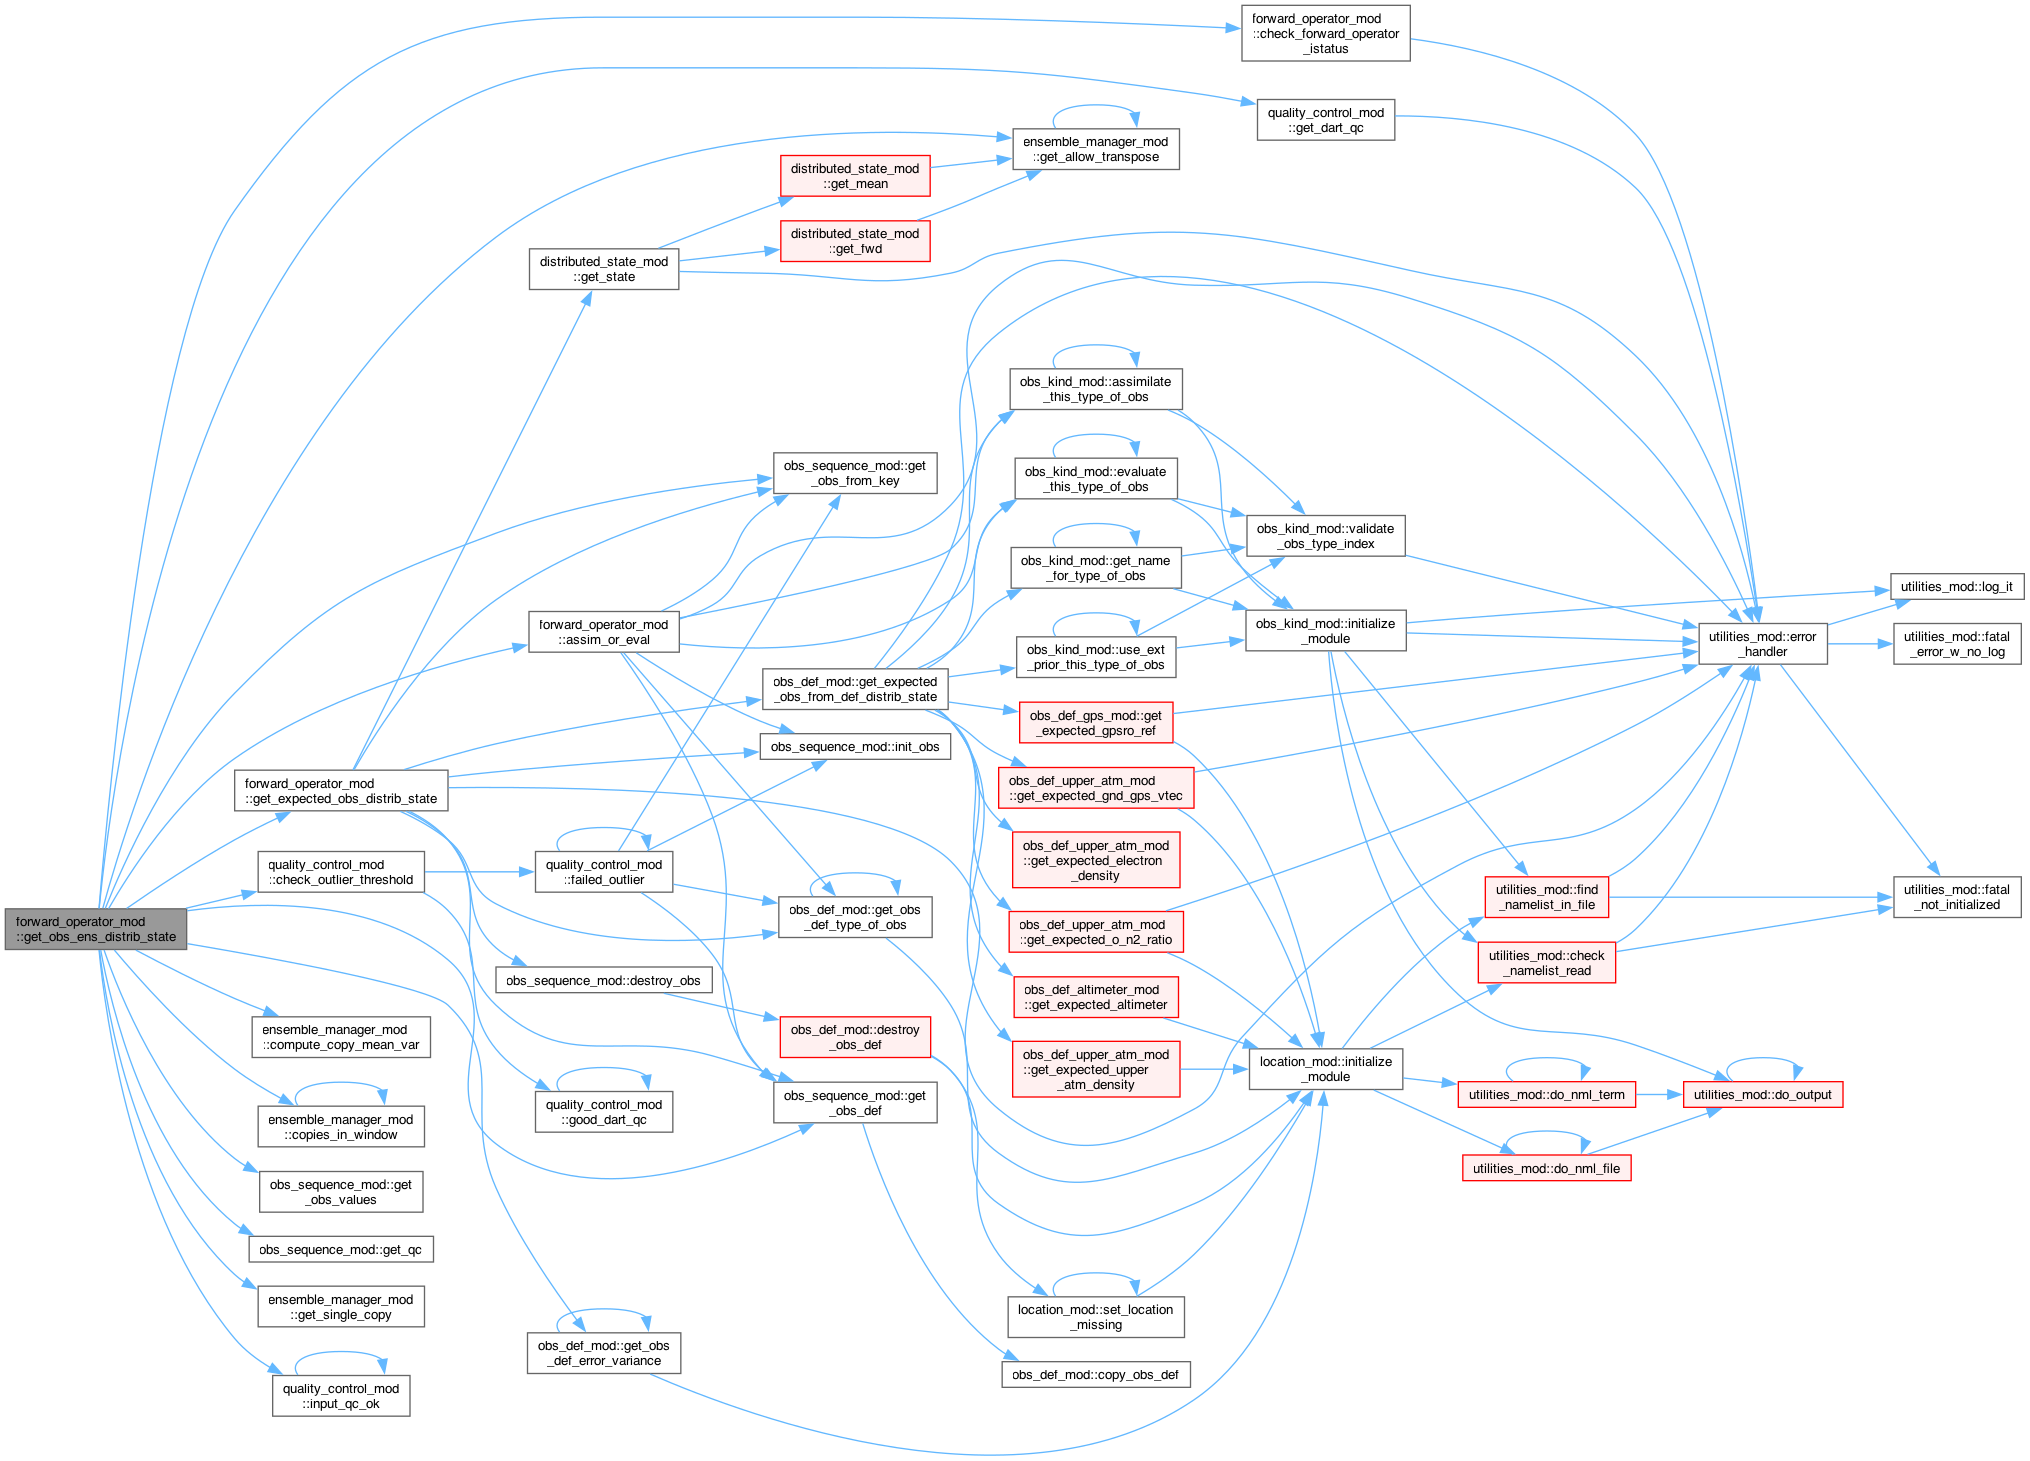 forward_operator_mod
::get_obs_ens_distrib_state
forward_operator_mod
::check_forward_operator
_istatus
quality_control_mod
::get_dart_qc
ensemble_manager_mod
::get_allow_transpose
distributed_state_mod
::get_mean
distributed_state_mod
::get_fwd
distributed_state_mod
::get_state
obs_kind_mod::assimilate
_this_type_of_obs
obs_sequence_mod::get
_obs_from_key
obs_kind_mod::evaluate
_this_type_of_obs
obs_kind_mod::validate
_obs_type_index
obs_kind_mod::get_name
_for_type_of_obs
utilities_mod::log_it
forward_operator_mod
::assim_or_eval
obs_kind_mod::initialize
_module
utilities_mod::error
_handler
utilities_mod::fatal
_error_w_no_log
obs_kind_mod::use_ext
_prior_this_type_of_obs
obs_def_mod::get_expected
_obs_from_def_distrib_state
obs_def_gps_mod::get
_expected_gpsro_ref
obs_sequence_mod::init_obs
forward_operator_mod
::get_expected_obs_distrib_state
obs_def_upper_atm_mod
::get_expected_gnd_gps_vtec
quality_control_mod
::check_outlier_threshold
quality_control_mod
::failed_outlier
obs_def_upper_atm_mod
::get_expected_electron
_density
utilities_mod::find
_namelist_in_file
utilities_mod::fatal
_not_initialized
obs_def_mod::get_obs
_def_type_of_obs
obs_def_upper_atm_mod
::get_expected_o_n2_ratio
utilities_mod::check
_namelist_read
obs_sequence_mod::destroy_obs
obs_def_altimeter_mod
::get_expected_altimeter
ensemble_manager_mod
::compute_copy_mean_var
obs_def_mod::destroy
_obs_def
obs_def_upper_atm_mod
::get_expected_upper
_atm_density
location_mod::initialize
_module
utilities_mod::do_nml_term
utilities_mod::do_output
ensemble_manager_mod
::copies_in_window
quality_control_mod
::good_dart_qc
obs_sequence_mod::get
_obs_def
utilities_mod::do_nml_file
obs_sequence_mod::get
_obs_values
obs_sequence_mod::get_qc
ensemble_manager_mod
::get_single_copy
location_mod::set_location
_missing
obs_def_mod::get_obs
_def_error_variance
obs_def_mod::copy_obs_def
quality_control_mod
::input_qc_ok